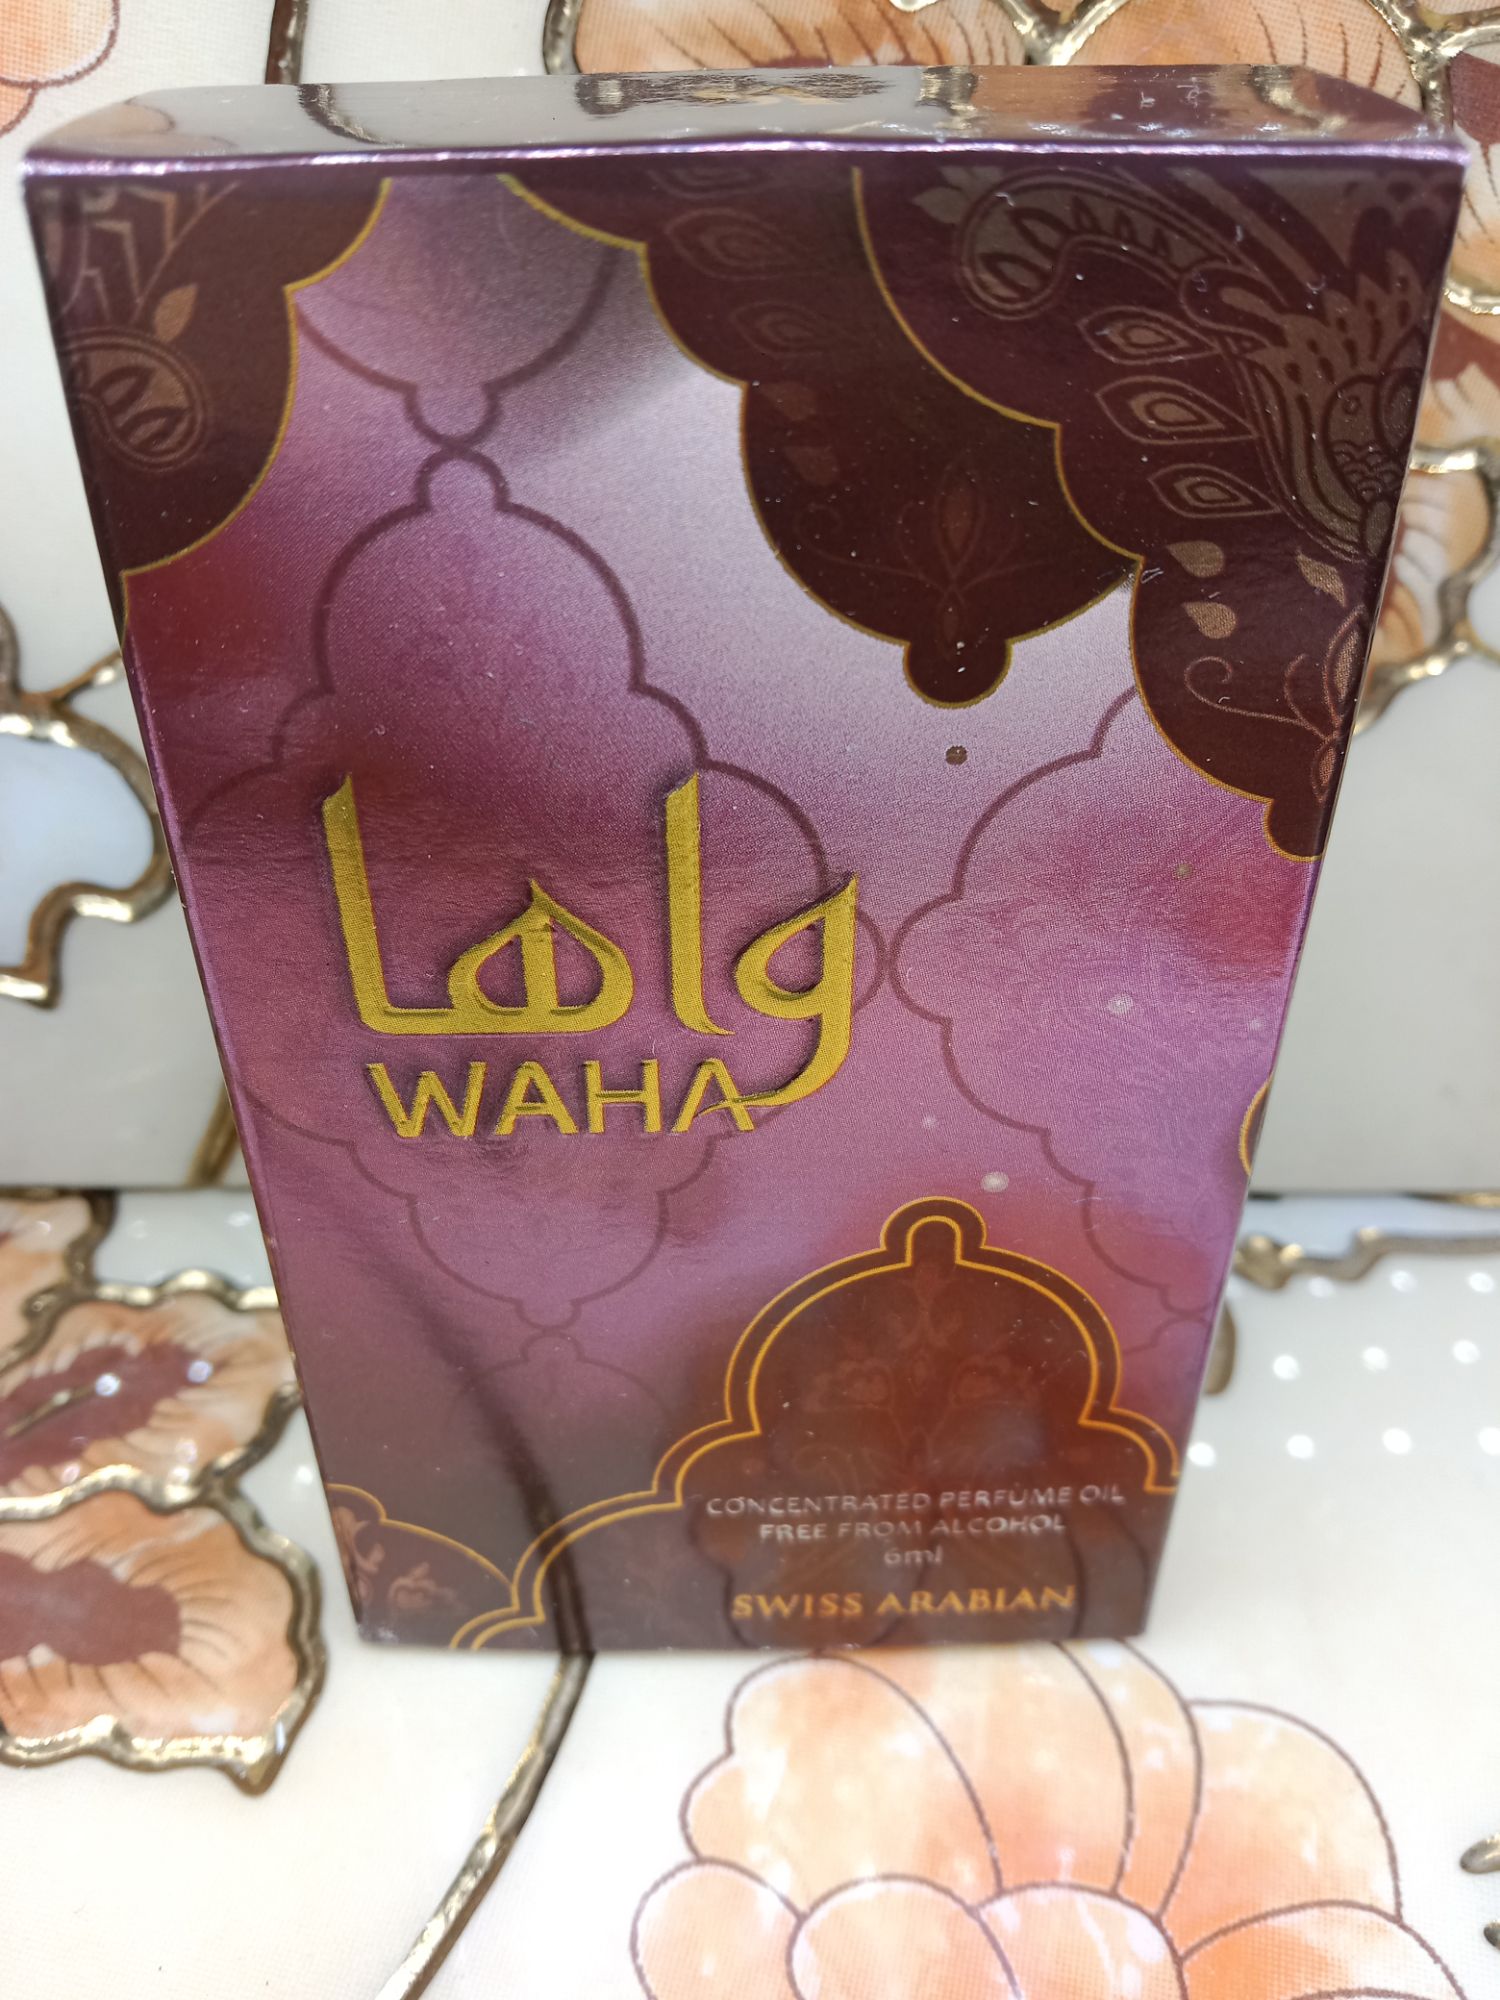 واها
WAHA
CONCENTRATED PERFUME OIL
FREE FROM ALCOHOL
6ml
SWISS ARABIAN